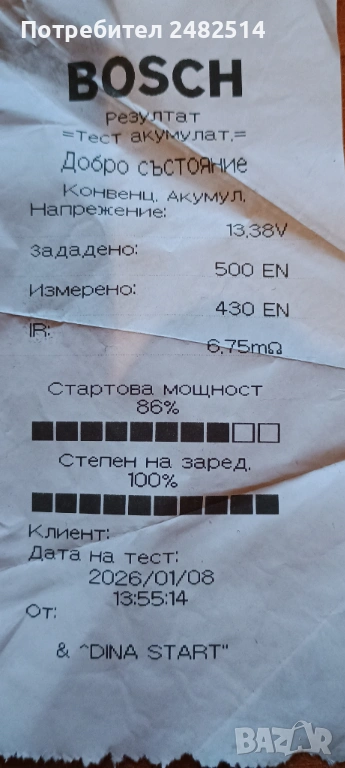 Потребител 2482514
BOSCH
Резултат
=Тест акумулат.=
Добро състояние
Конвенц. Акумул.
Напрежение:
13.38V
Зададено:
500 EN
Измерено:
430 EN
IR:
6.75mΩ
Стартова мощност
86%
Степен на заред.
100%
Клиент:
Дата на тест:
2026/01/08
13:55:14
От:
& ^DINA START"
BAZAR